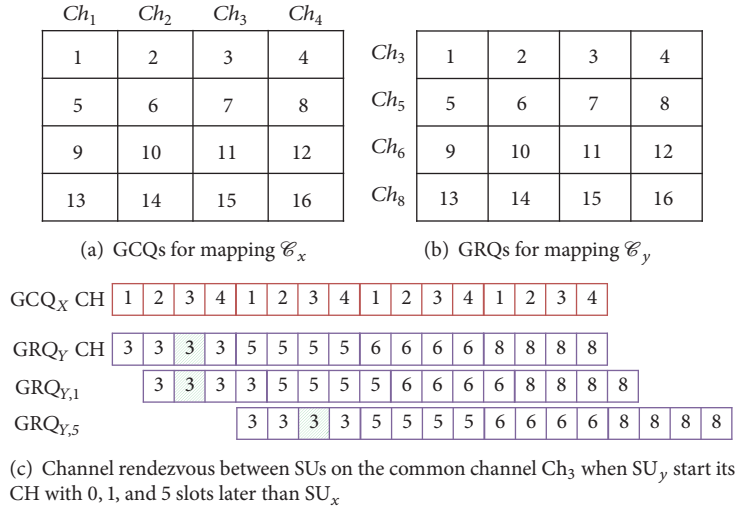 Ch1 Ch2 Ch3 Ch4
1 2 3 4
5 6 7 8
9 10 11 12
13 14 15 16
(a) GCQs for mapping 𝒞x
Ch3 1 2 3 4
Ch5 5 6 7 8
Ch6 9 10 11 12
Ch8 13 14 15 16
(b) GRQs for mapping 𝒞y
GCQX CH 1 2 3 4 1 2 3 4 1 2 3 4 1 2 3 4
GRQY CH 3 3 3 3 5 5 5 5 6 6 6 6 8 8 8 8
GRQY,1 3 3 3 3 5 5 5 5 6 6 6 6 8 8 8 8
GRQY,5 3 3 3 3 5 5 5 5 6 6 6 6 8 8 8 8
(c) Channel rendezvous between SUs on the common channel Ch3 when SUy start its
CH with 0, 1, and 5 slots later than SUx